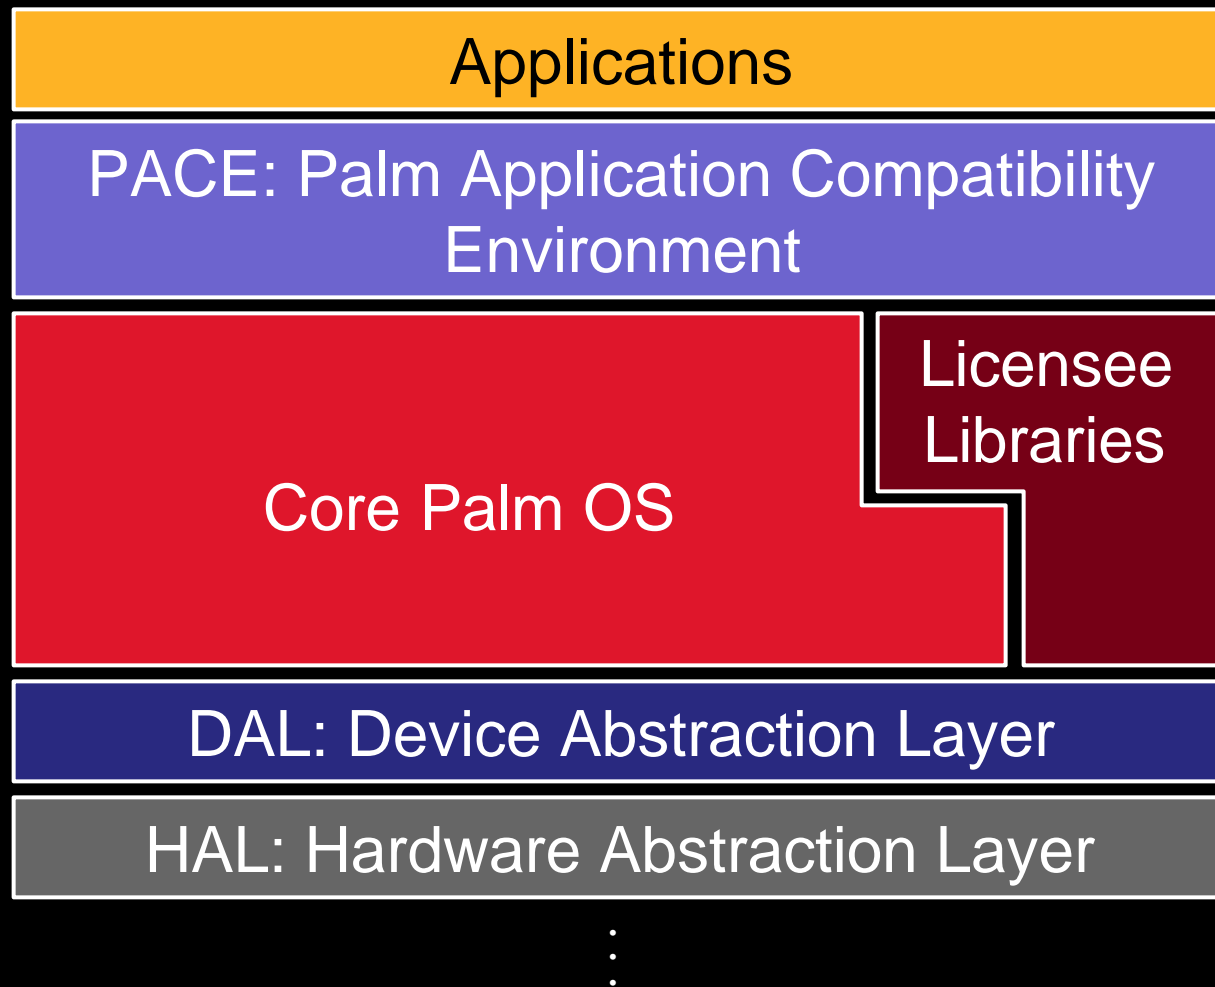 Applications
PACE: Palm Application Compatibility
Environment
Licensee
Libraries
Core Palm OS
DAL: Device Abstraction Layer
HAL: Hardware Abstraction Layer